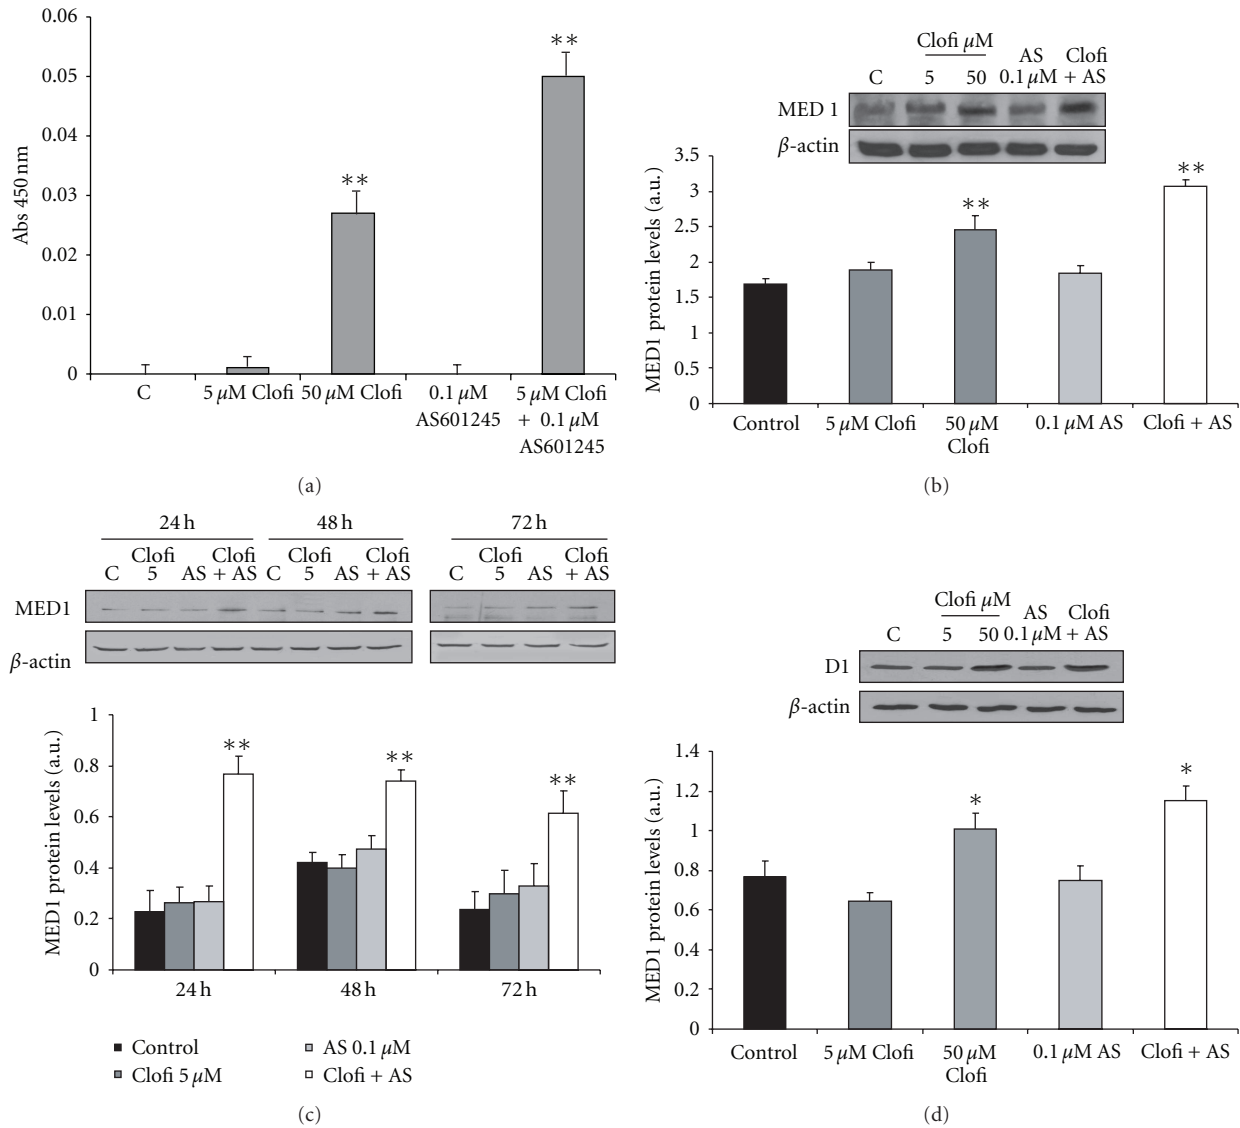 0.06
0.05
0.04
0.03
0.02
0.01
0
Abs 450 nm
**
**
C
5 µM Clofi
50 µM Clofi
0.1 µM
AS601245
5 µM Clofi
+ 0.1 µM
AS601245
(a)
Clofi µM
C
5
50
AS
0.1 µM
Clofi
+ AS
MED 1
β-actin
3.5
3
2.5
2
1.5
1
0.5
0
MED1 protein levels (a.u.)
**
**
Control
5 µM Clofi
50 µM
Clofi
0.1 µM AS
Clofi + AS
(b)
24 h
48 h
72 h
C
Clofi
5
AS
Clofi
+ AS
C
Clofi
5
AS
Clofi
+ AS
C
Clofi
5
AS
Clofi
+ AS
MED1
β-actin
1
0.8
0.6
0.4
0.2
0
MED1 protein levels (a.u.)
**
**
**
24 h
48 h
72 h
Control
Clofi 5 µM
AS 0.1 µM
Clofi + AS
(c)
Clofi µM
C
5
50
AS
0.1 µM
Clofi
+ AS
D1
β-actin
1.4
1.2
1
0.8
0.6
0.4
0.2
0
MED1 protein levels (a.u.)
*
*
Control
5 µM Clofi
50 µM
Clofi
0.1 µM AS
Clofi + AS
(d)